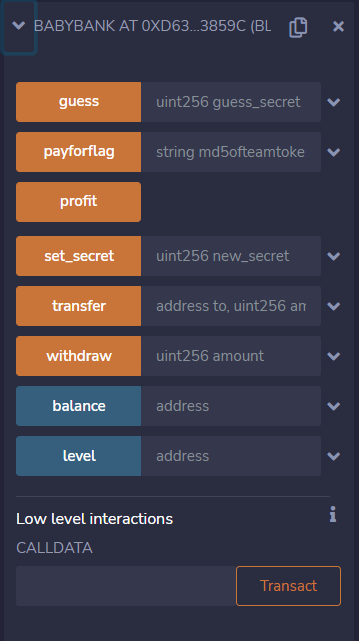 BABYBANK AT 0XD63...3859C (BL
guess uint256 guess_secret
payforflag string md5ofteamtoke
profit
set_secret uint256 new_secret
transfer address to, uint256 am
withdraw uint256 amount
balance address
level address
Low level interactions
CALLDATA
Transact